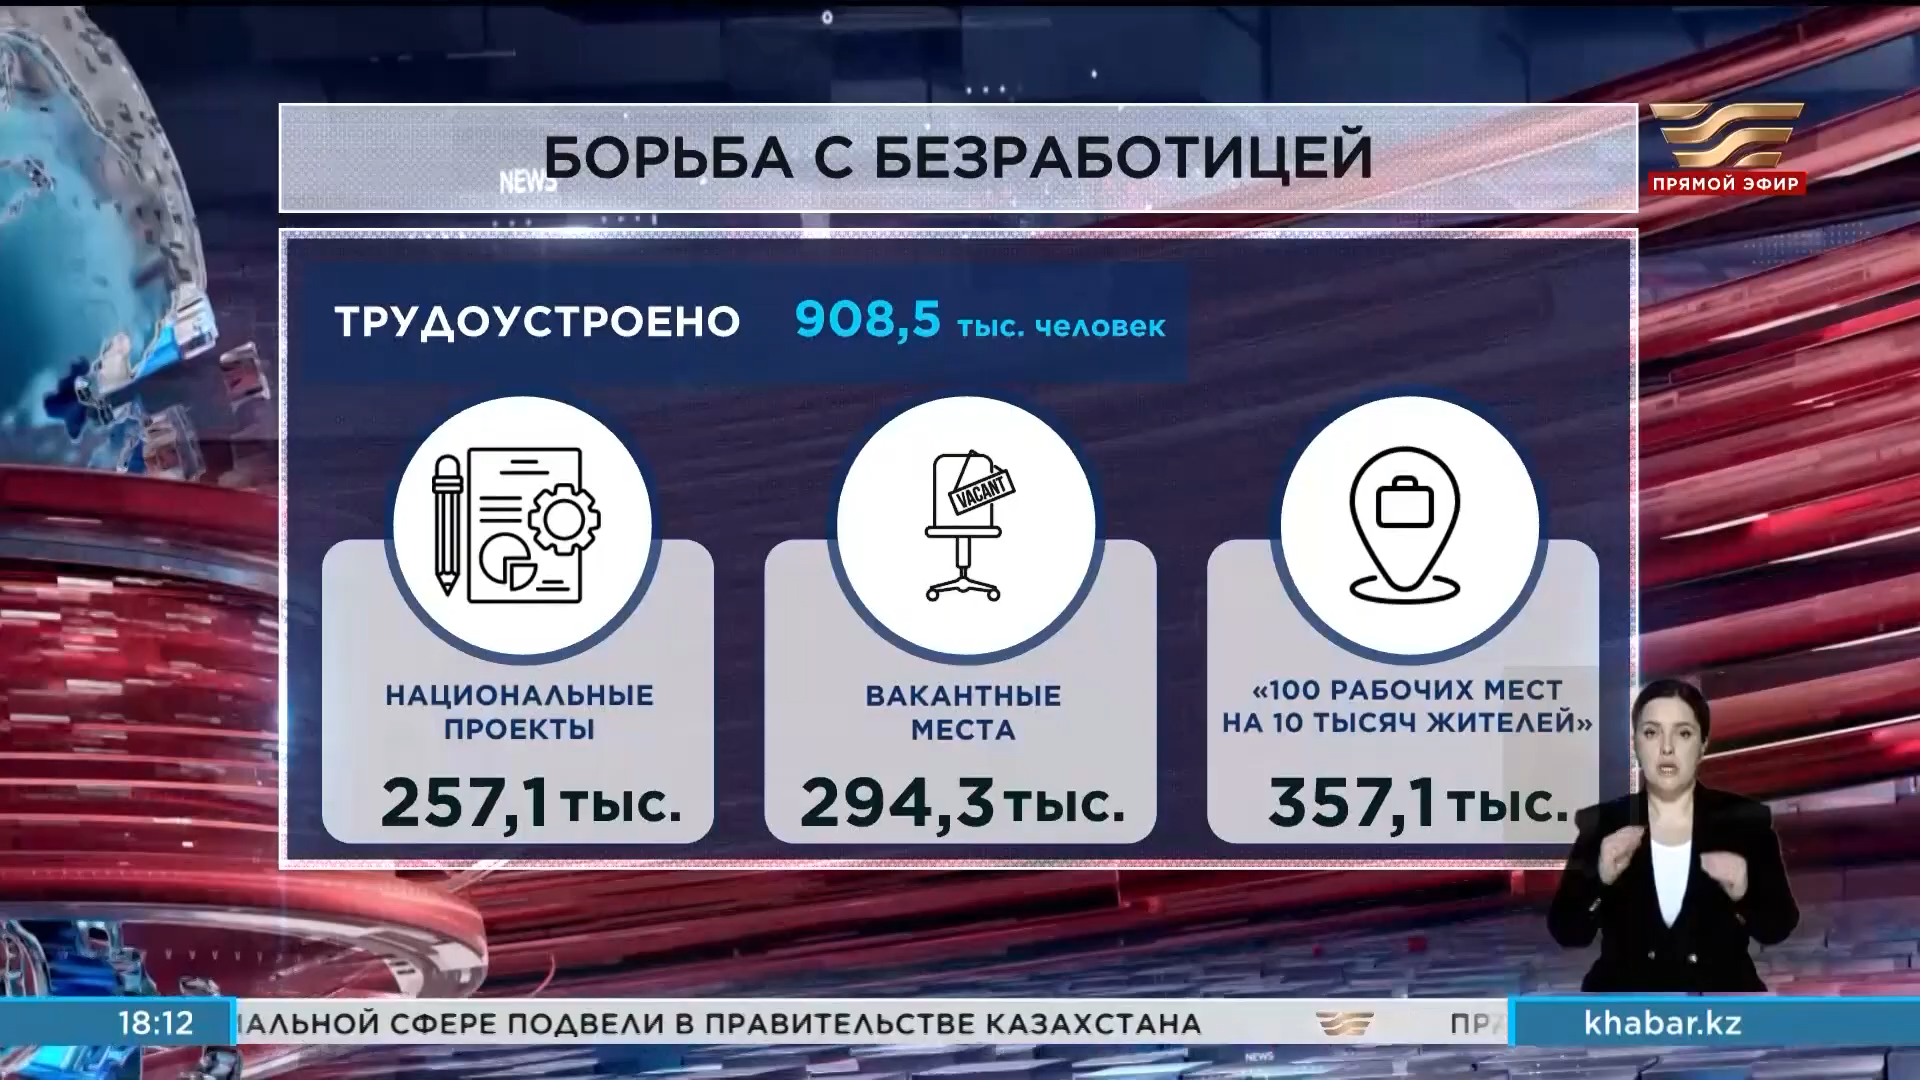 БОРЬБА С БЕЗРАБОТИЦЕЙ
NEWS
ПРЯМОЙ ЭФИР
ТРУДОУСТРОЕНО 908,5 тыс. человек
VACANT
НАЦИОНАЛЬНЫЕ
ПРОЕКТЫ
257,1 тыс.
ВАКАНТНЫЕ
МЕСТА
294,3 тыс.
«100 РАБОЧИХ МЕСТ
НА 10 ТЫСЯЧ ЖИТЕЛЕЙ»
357,1 тыс.
18:12
АЛЬНОЙ СФЕРЕ ПОДВЕЛИ В ПРАВИТЕЛЬСТВЕ КАЗАХСТАНА
khabar.kz
NEWS